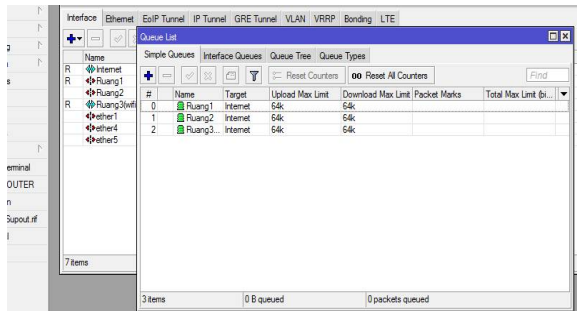 Interface Ethernet EoIP Tunnel IP Tunnel GRE Tunnel VLAN VRRP Bonding LTE
Queue List
Simple Queues Interface Queues Queue Tree Queue Types
Reset Counters 00 Reset All Counters Find
# Name Target Upload Max Limit Download Max Limit Packet Marks Total Max Limit (bi...
0 Ruang1 Internet 64k 64k
1 Ruang2 Internet 64k 64k
2 Ruang3... Internet 64k 64k
3 items 0 B queued 0 packets queued
Name
R Internet
R Ruang1
Ruang2
R Ruang3(wifi
ether1
ether4
ether5
7 items
erminal
OUTER
n
Supout.rif